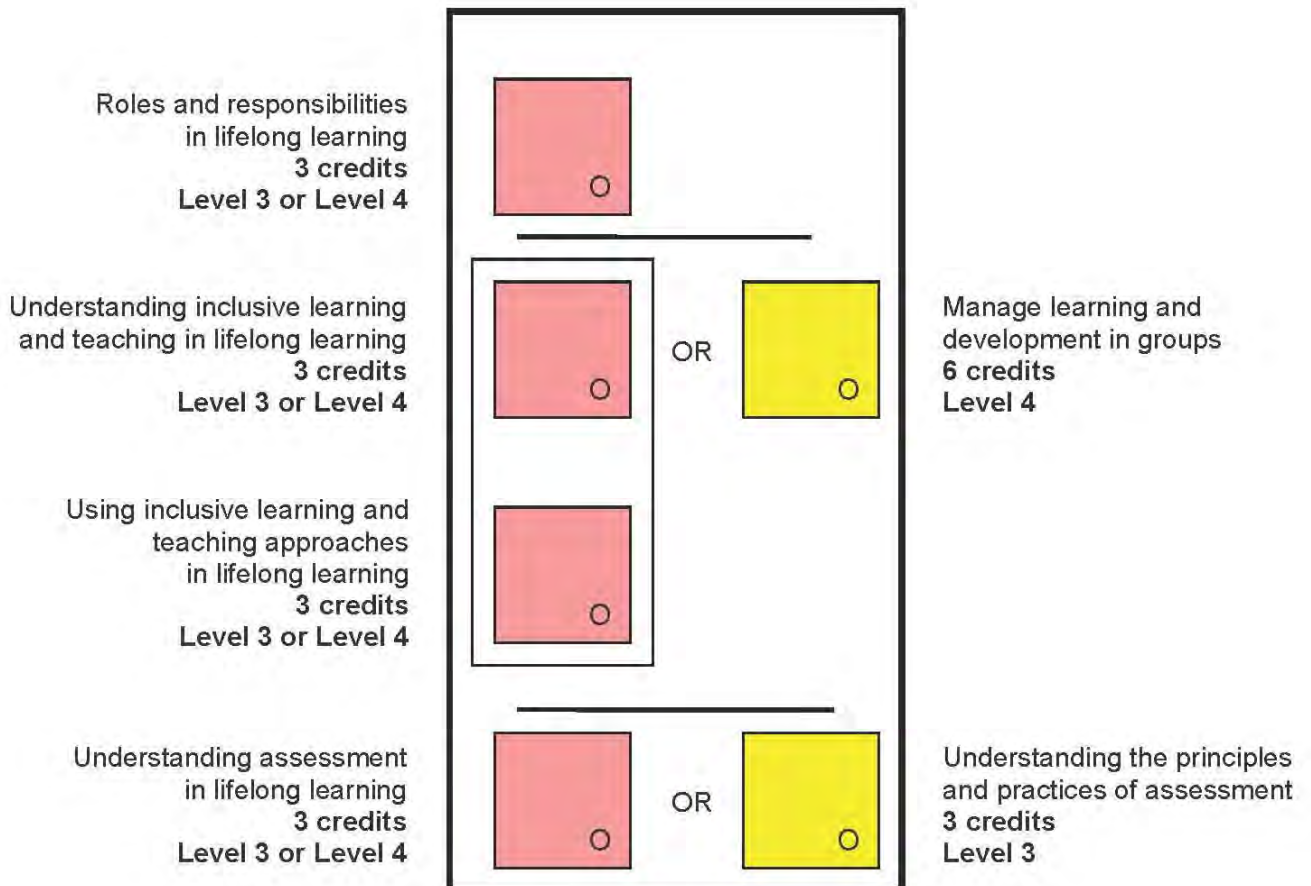 Roles and responsibilities
in lifelong learning
3 credits
Level 3 or Level 4
O
Understanding inclusive learning
and teaching in lifelong learning
3 credits
Level 3 or Level 4
O
OR
O
Manage learning and
development in groups
6 credits
Level 4
Using inclusive learning and
teaching approaches
in lifelong learning
3 credits
Level 3 or Level 4
O
Understanding assessment
in lifelong learning
3 credits
Level 3 or Level 4
O
OR
O
Understanding the principles
and practices of assessment
3 credits
Level 3